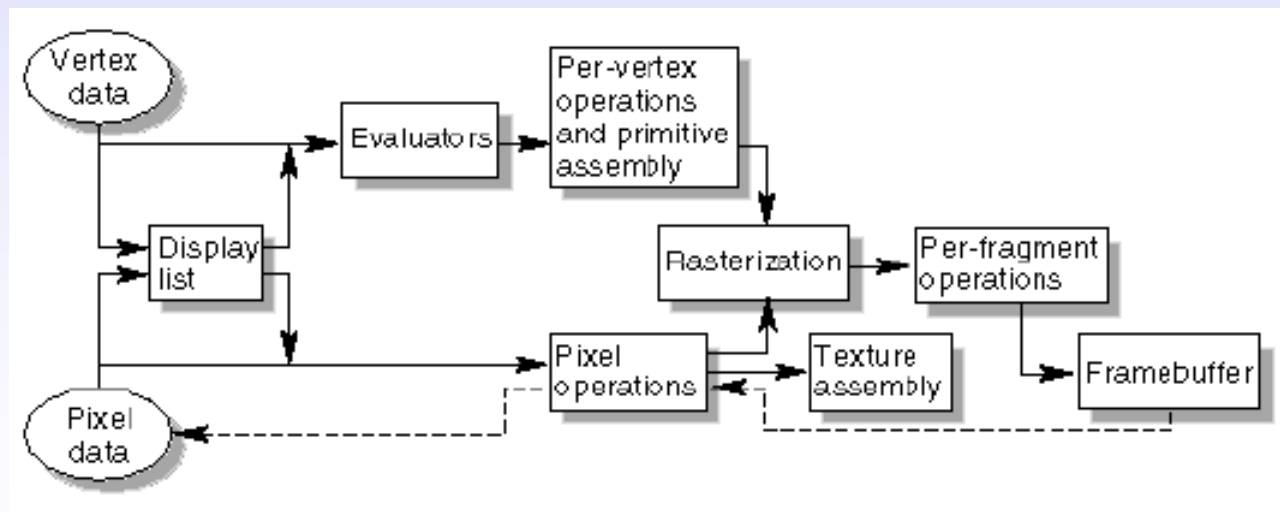 Vertex
data
Per-vertex
operations
and primitive
assembly
Evaluators
Display
list
Rasterization
Per-fragment
operations
Pixel
operations
Texture
assembly
Framebuffer
Pixel
data